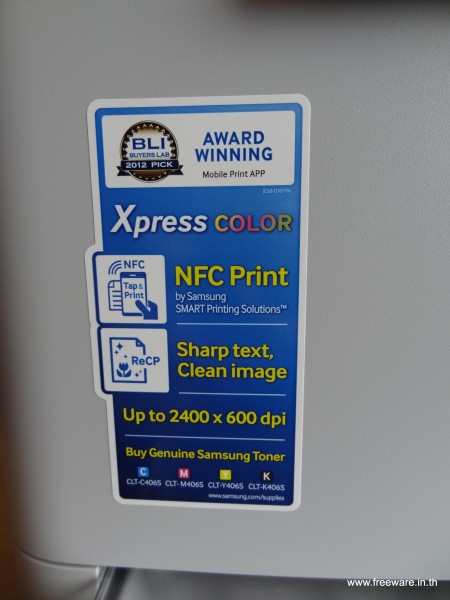 BLI
BUYERS LAB
2012 PICK
AWARD
WINNING
Mobile Print APP
Xpress COLOR
NFC
Tap &
Print
NFC Print
by Samsung
SMART Printing Solutions™
ReCP
Sharp text,
Clean image
Up to 2400 x 600 dpi
Buy Genuine Samsung Toner
C M Y K
CLT-C406S CLT- M406S CLT-Y406S CLT-K406S
www.samsung.com/supplies
www.freeware.in.th